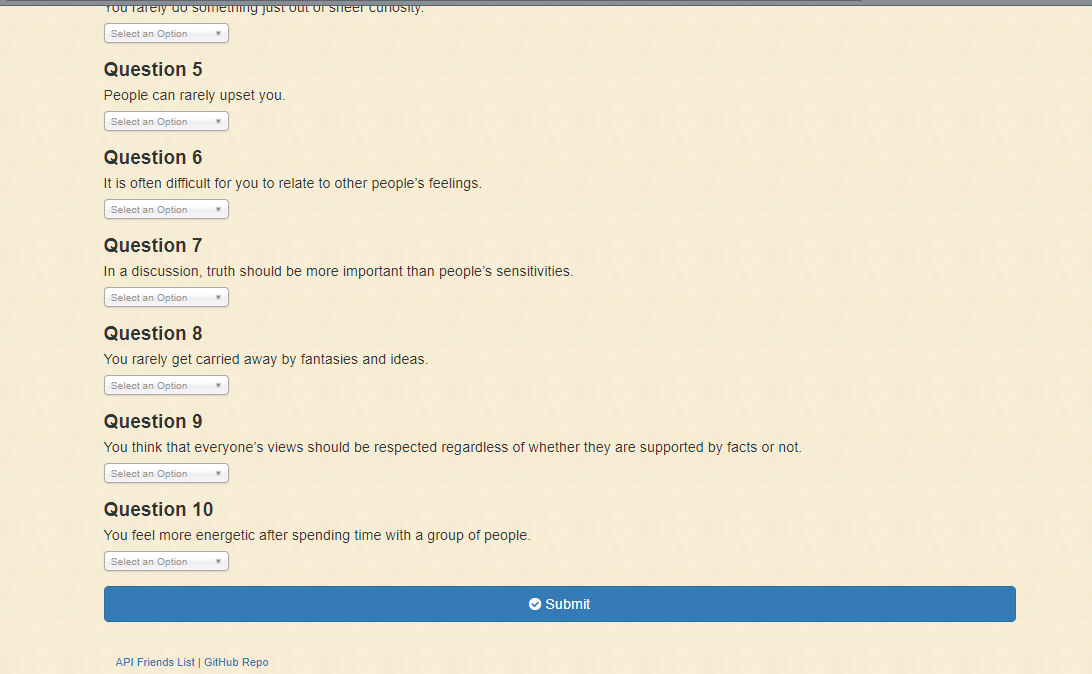 You rarely do something just out of sheer curiosity.
Select an Option
Question 5
People can rarely upset you.
Select an Option
Question 6
It is often difficult for you to relate to other people’s feelings.
Select an Option
Question 7
In a discussion, truth should be more important than people’s sensitivities.
Select an Option
Question 8
You rarely get carried away by fantasies and ideas.
Select an Option
Question 9
You think that everyone’s views should be respected regardless of whether they are supported by facts or not.
Select an Option
Question 10
You feel more energetic after spending time with a group of people.
Select an Option
Submit
API Friends List | GitHub Repo